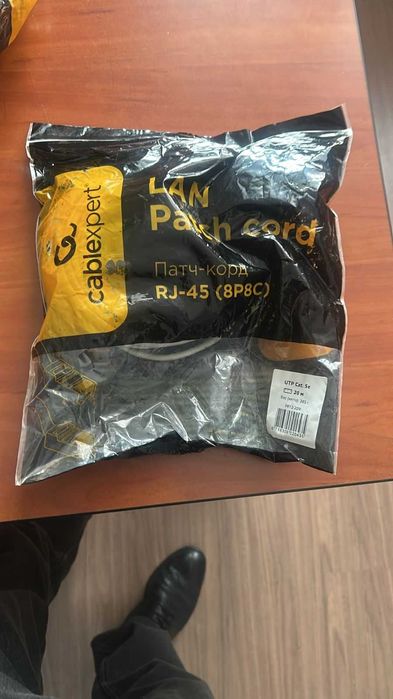 cablexpert
LAN
Patch cord
Патч-корд
RJ-45 (8P8C)
UTP Cat. 5e
20 м